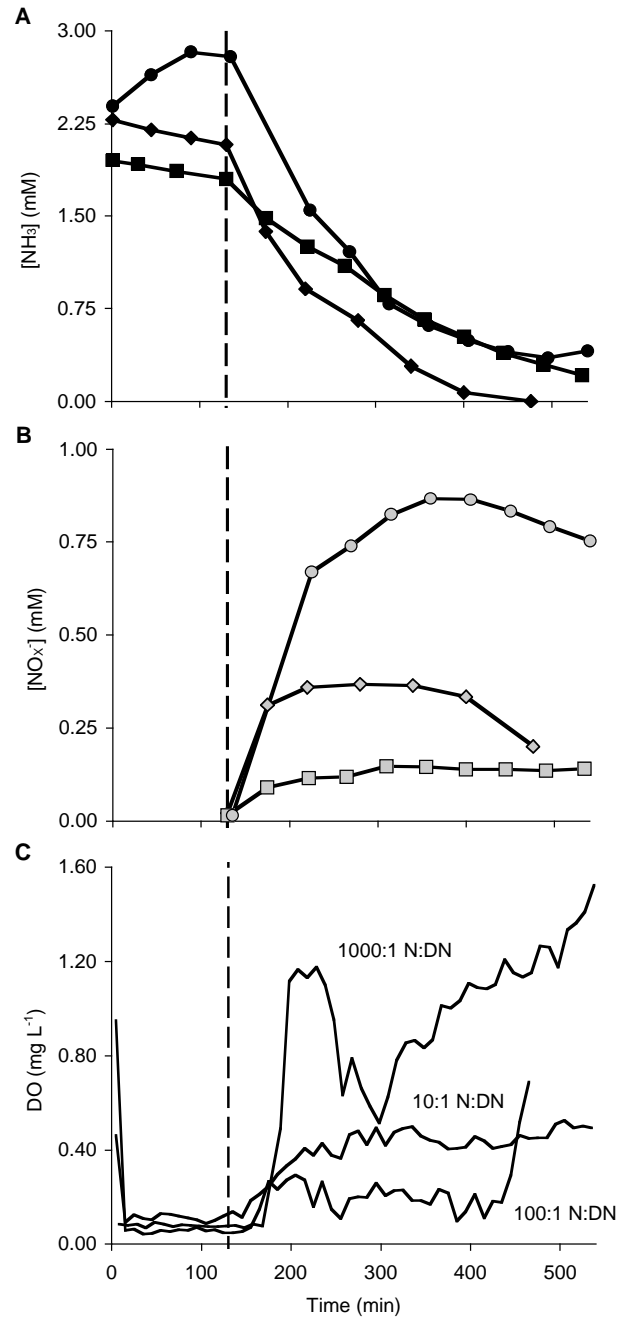 A
3.00
2.25
1.50
0.75
0.00
[NH₃] (mM)
B
1.00
0.75
0.50
0.25
0.00
[NOₓ⁻] (mM)
C
1.60
1.20
0.80
0.40
0.00
DO (mg L⁻¹)
1000:1 N:DN
10:1 N:DN
100:1 N:DN
0 100 200 300 400 500
Time (min)